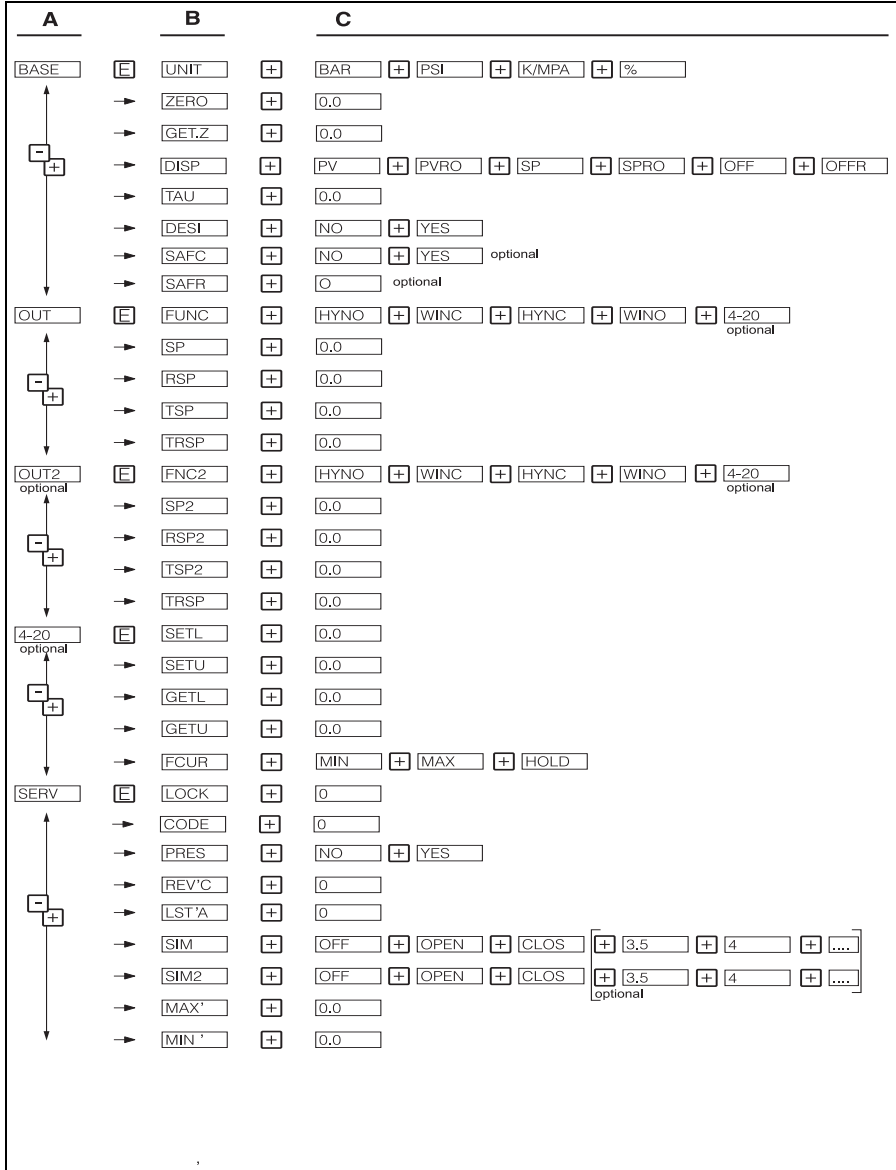 A B C
BASE E UNIT + BAR + PSI + K/MPA + %
ZERO + 0.0
GET.Z + 0.0
- +
DISP + PV + PVRO + SP + SPRO + OFF + OFFR
TAU + 0.0
DESI + NO + YES
SAFC + NO + YES optional
SAFR + O optional
OUT E FUNC + HYNO + WINC + HYNC + WINO + 4-20
optional
SP + 0.0
- +
RSP + 0.0
TSP + 0.0
TRSP + 0.0
OUT2 E FNC2 + HYNO + WINC + HYNC + WINO + 4-20
optional optional
SP2 + 0.0
- +
RSP2 + 0.0
TSP2 + 0.0
TRSP + 0.0
4-20 E SETL + 0.0
optional
SETU + 0.0
- +
GETL + 0.0
GETU + 0.0
FCUR + MIN + MAX + HOLD
SERV E LOCK + 0
CODE + 0
PRES + NO + YES
REV'C + 0
- +
LST'A + 0
SIM + OFF + OPEN + CLOS + 3.5 + 4 + ....
SIM2 + OFF + OPEN + CLOS + 3.5 + 4 + ....
optional
MAX' + 0.0
MIN ' + 0.0
,